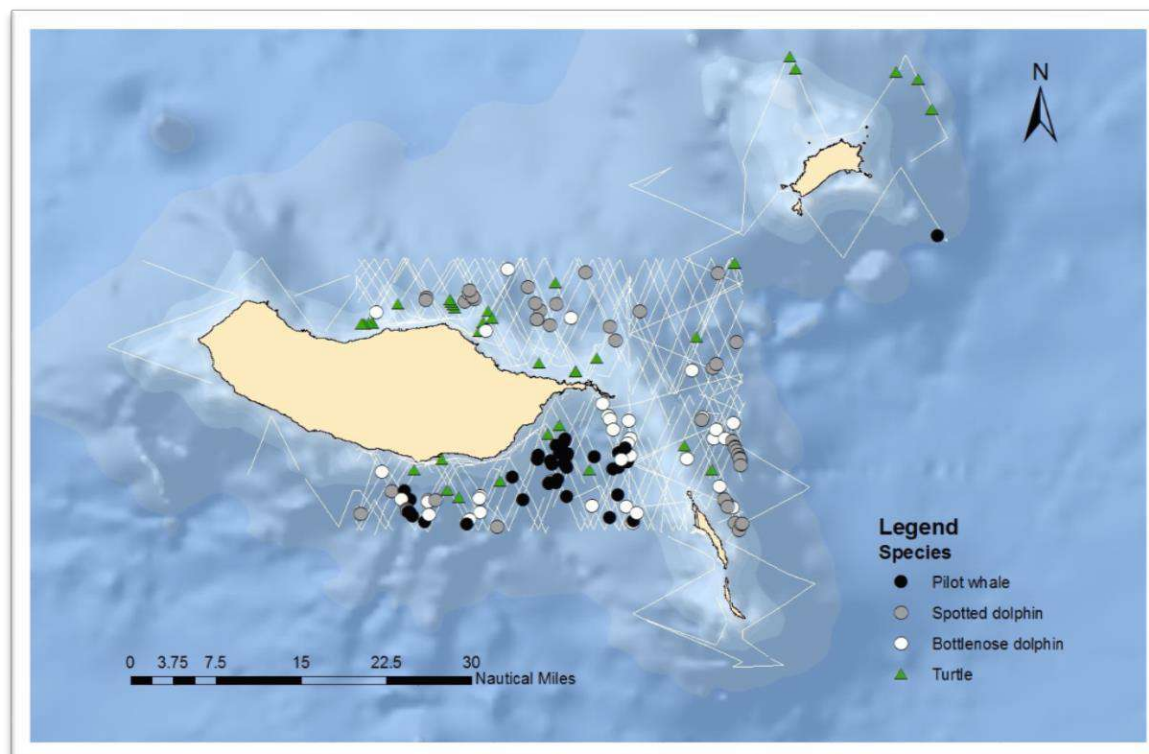 N
Legend
Species
Pilot whale
Spotted dolphin
Bottlenose dolphin
Turtle
0 3.75 7.5 15 22.5 30
Nautical Miles